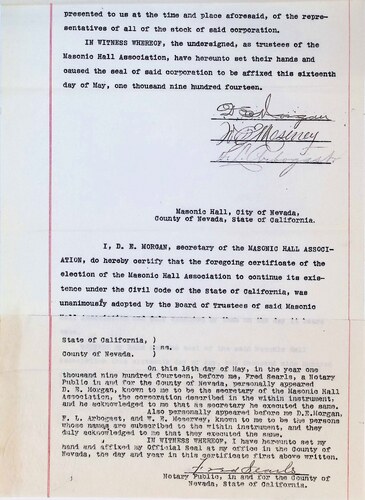 presented to us at the time and place aforesaid, of the repre-
sentatives of all of the stock of said corporation.
IN WITNESS WHEREOF, the undersigned, as trustees of the
Masonic Hall Association, have hereunto set their hands and
caused the seal of said corporation to be affixed this sixteenth
day of May, one thousand nine hundred fourteen.
D E Morgan
W E Meservey
F L Arbogast
Masonic Hall, City of Nevada,
County of Nevada, State of California.
I, D. E. MORGAN, secretary of the MASONIC HALL ASSOCI-
ATION, do hereby certify that the foregoing certificate of the
election of the Masonic Hall Association to continue its exis-
tence under the Civil Code of the State of California, was
unanimously adopted by the Board of Trustees of said Masonic
State of California, )
) ss.
County of Nevada. )
On this 16th day of May, in the year one
thousand nine hundred fourteen, before me, Fred Searls, a Notary
Public in and for the County of Nevada, personally appeared
D. E. Morgan, known to me to be the secretary of the Masonic Hall
Association, the corporation described in the within instrument,
and he acknowledged to me that as secretary he executed the same.
Also personally appeared before me D.E.Morgan,
F. L. Arbogast, and W. E. Meservey, known to me to be the persons
whose names are subscribed to the within instrument, and they
duly acknowledged to me that they executed the same.
IN WITNESS WHEREOF, I have hereunto set my
hand and affixed my Official Seal at my office in the County of
Nevada, the day and year in this certificate first above written.
Fred Searls
Notary Public, in and for the County of
Nevada, State of California.